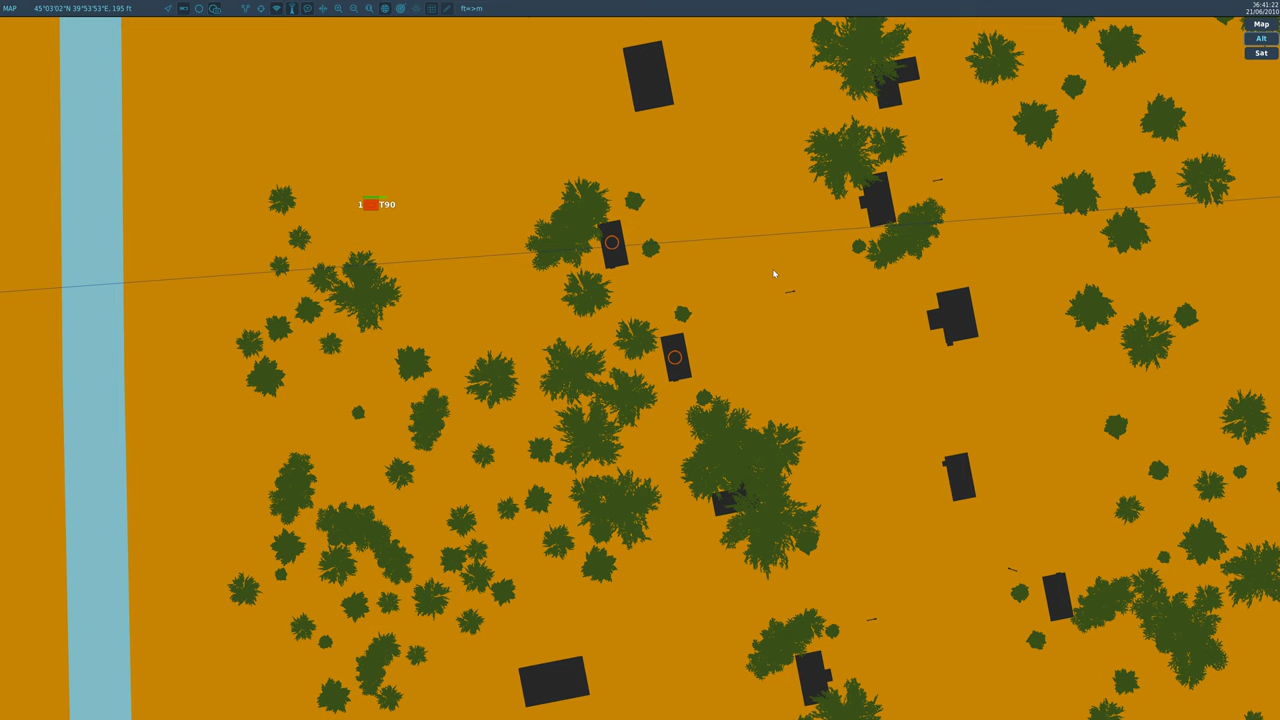 MAP 45°03'02"N 39°53'53"E, 195 ft ft=>m 36:41:22
21/06/2010
Map
Alt
Sat
1 T90